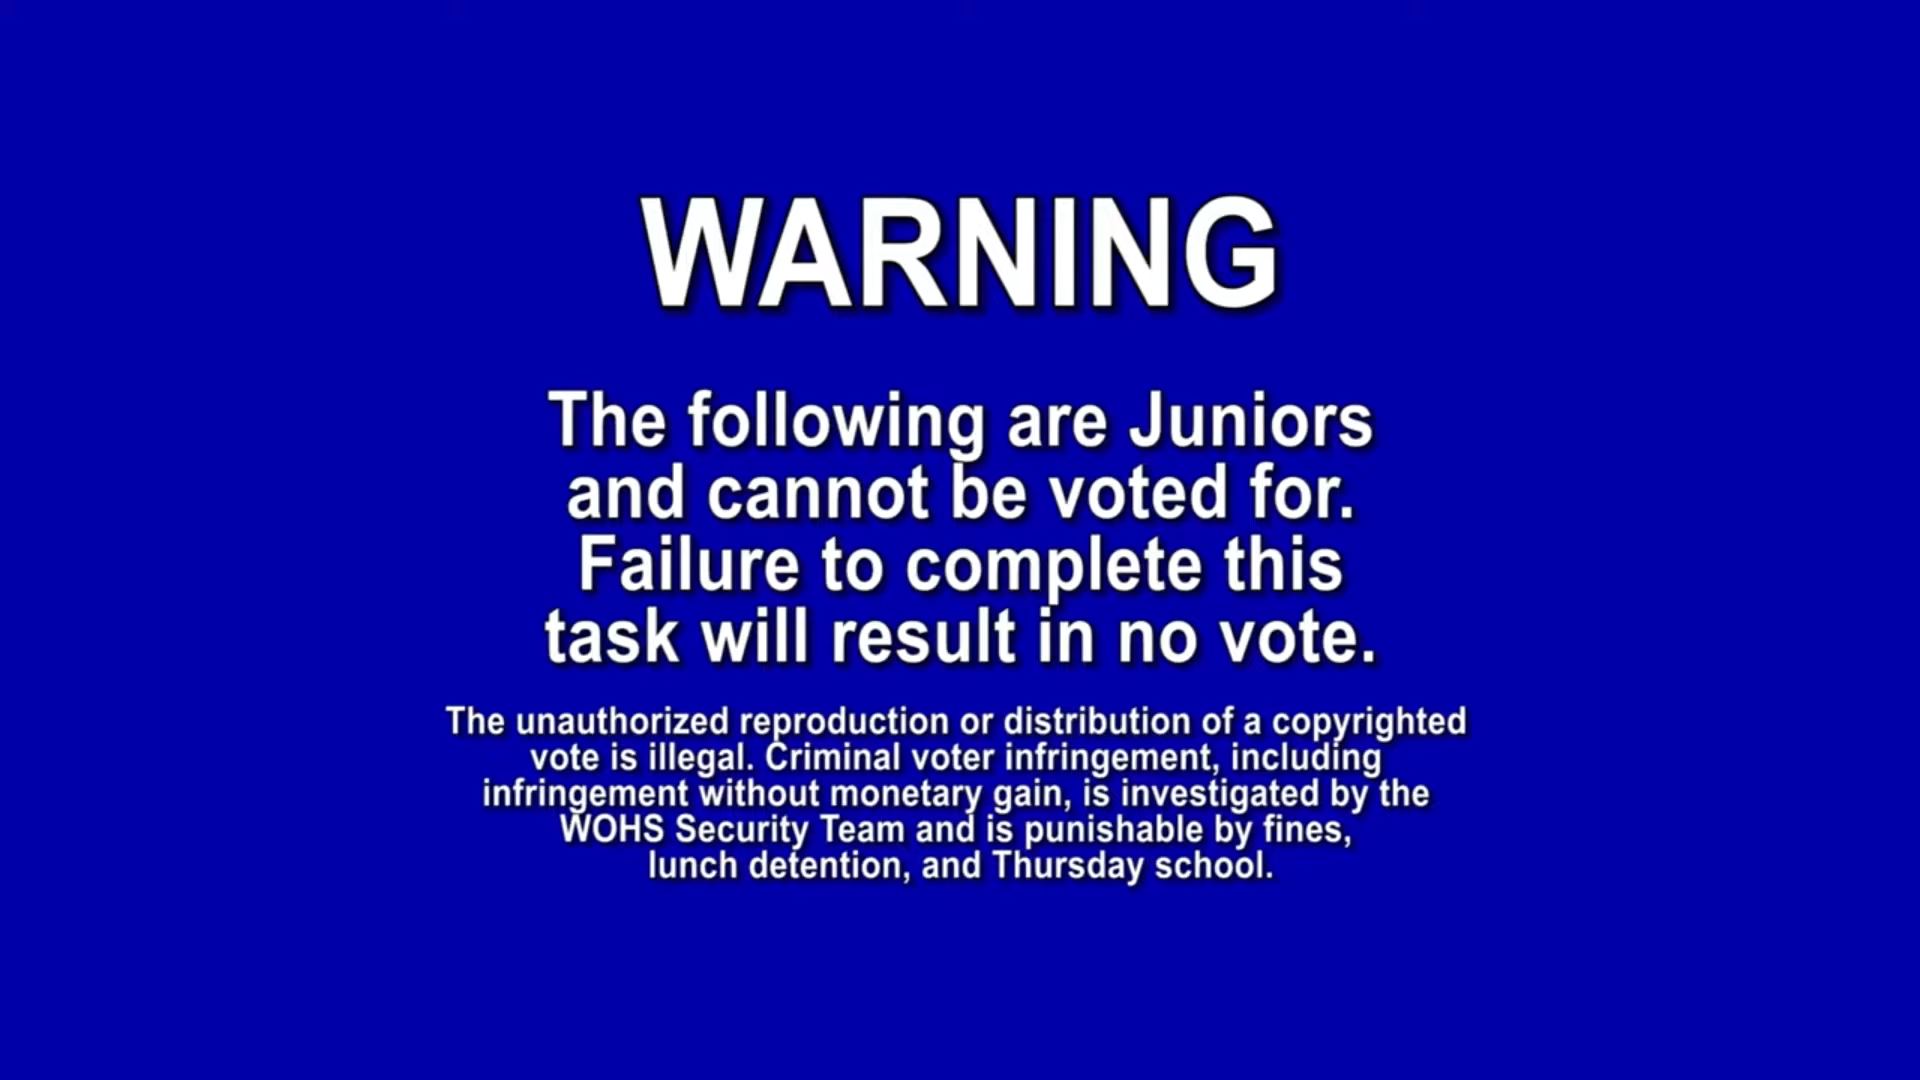 WARNING
The following are Juniors
and cannot be voted for.
Failure to complete this
task will result in no vote.
The unauthorized reproduction or distribution of a copyrighted
vote is illegal. Criminal voter infringement, including
infringement without monetary gain, is investigated by the
WOHS Security Team and is punishable by fines,
lunch detention, and Thursday school.